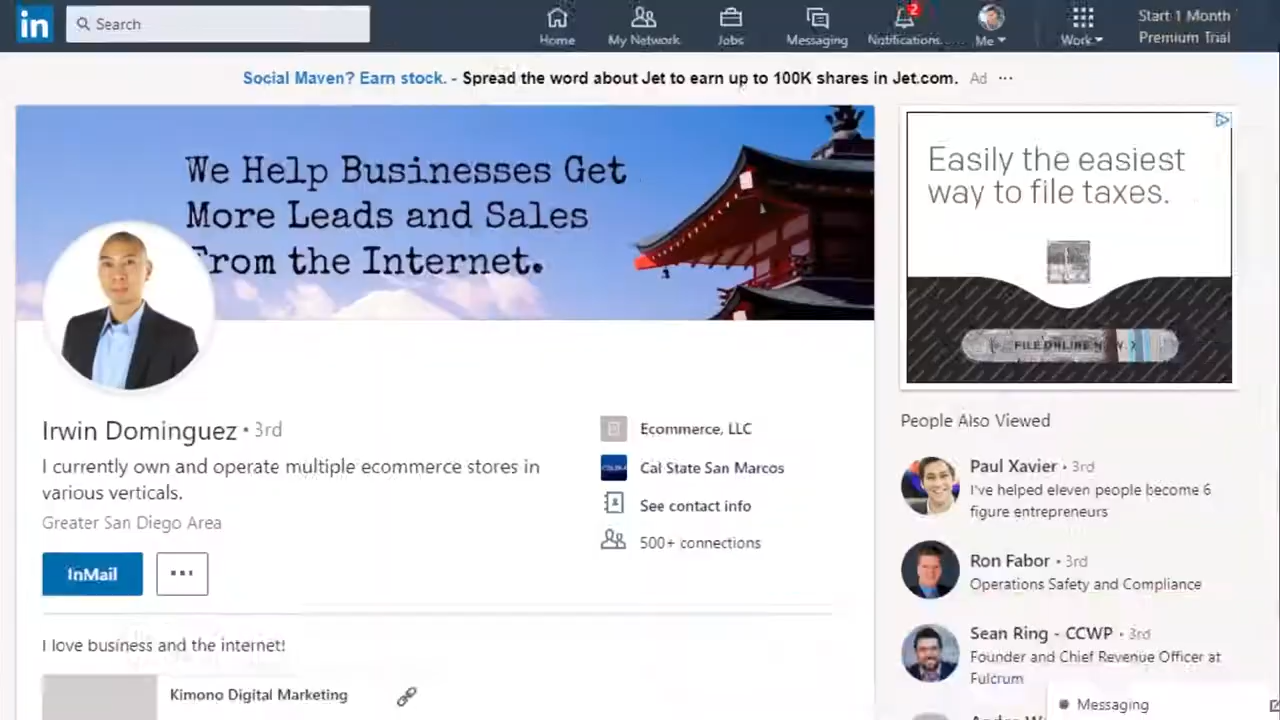 in
Search
Home
My Network
Jobs
Messaging
2
Notifications
Me
Work
Start 1 Month
Premium Trial
Social Maven? Earn stock. - Spread the word about Jet to earn up to 100K shares in Jet.com. Ad ...
We Help Businesses Get
More Leads and Sales
From the Internet.
Irwin Dominguez • 3rd
I currently own and operate multiple ecommerce stores in
various verticals.
Greater San Diego Area
InMail
...
Ecommerce, LLC
Cal State San Marcos
See contact info
500+ connections
I love business and the internet!
Kimono Digital Marketing
Easily the easiest
way to file taxes.
People Also Viewed
Paul Xavier • 3rd
I've helped eleven people become 6
figure entrepreneurs
Ron Fabor • 3rd
Operations Safety and Compliance
Sean Ring - CCWP • 3rd
Founder and Chief Revenue Officer at
Fulcrum
Messaging